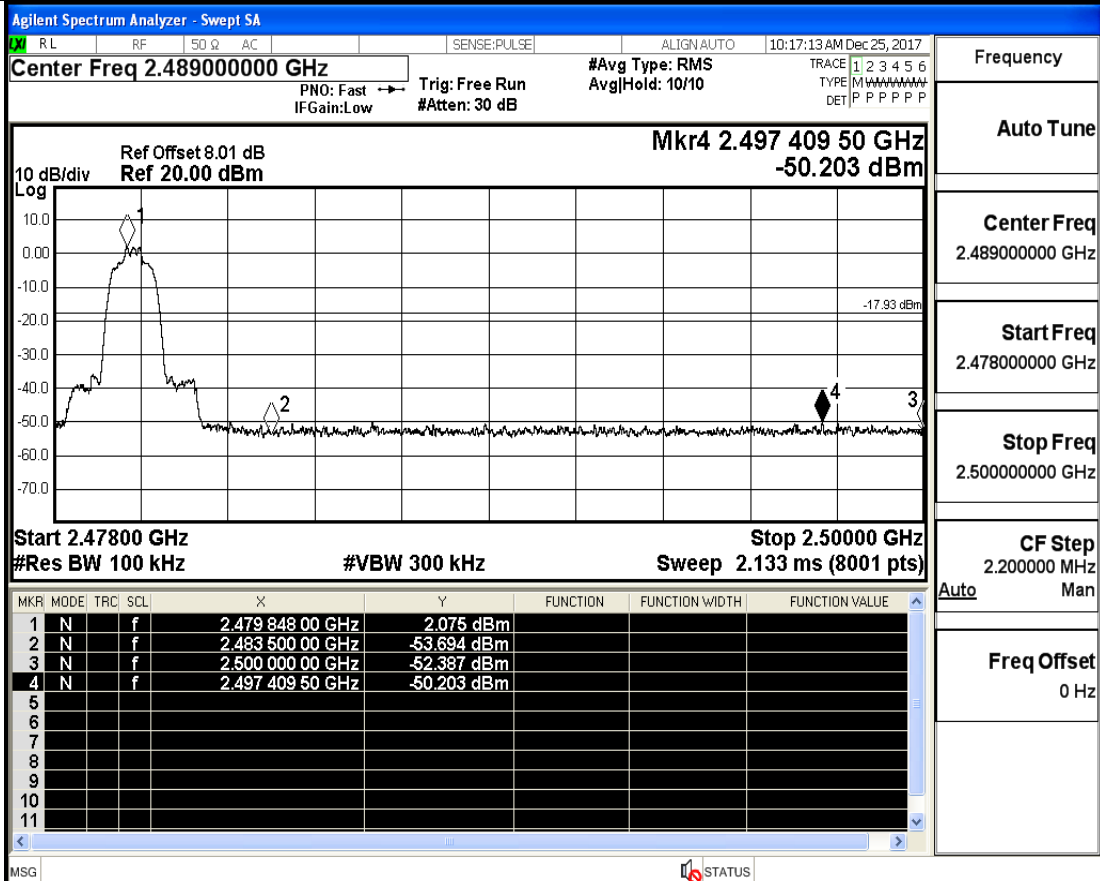 Agilent Spectrum Analyzer - Swept SA
LXI RL RF 50 Ω AC SENSE:PULSE ALIGN AUTO 10:17:13 AM Dec 25, 2017
Center Freq 2.489000000 GHz
PNO: Fast
IFGain:Low
Trig: Free Run
#Atten: 30 dB
#Avg Type: RMS
Avg|Hold: 10/10
TRACE 1 2 3 4 5 6
TYPE M
DET P P P P P P
Ref Offset 8.01 dB
10 dB/div Ref 20.00 dBm
Log
Mkr4 2.497 409 50 GHz
-50.203 dBm
10.0
0.00
-10.0
-20.0
-30.0
-40.0
-50.0
-60.0
-70.0
1
2
4
3
-17.93 dBm
Start 2.47800 GHz Stop 2.50000 GHz
#Res BW 100 kHz #VBW 300 kHz Sweep 2.133 ms (8001 pts)
MKR MODE TRC SCL X Y FUNCTION FUNCTION WIDTH FUNCTION VALUE
1 N f 2.479 848 00 GHz 2.075 dBm
2 N f 2.483 500 00 GHz -53.694 dBm
3 N f 2.500 000 00 GHz -52.387 dBm
4 N f 2.497 409 50 GHz -50.203 dBm
5
6
7
8
9
10
11
MSG STATUS
Frequency
Auto Tune
Center Freq
2.489000000 GHz
Start Freq
2.478000000 GHz
Stop Freq
2.500000000 GHz
CF Step
2.200000 MHz
Auto Man
Freq Offset
0 Hz